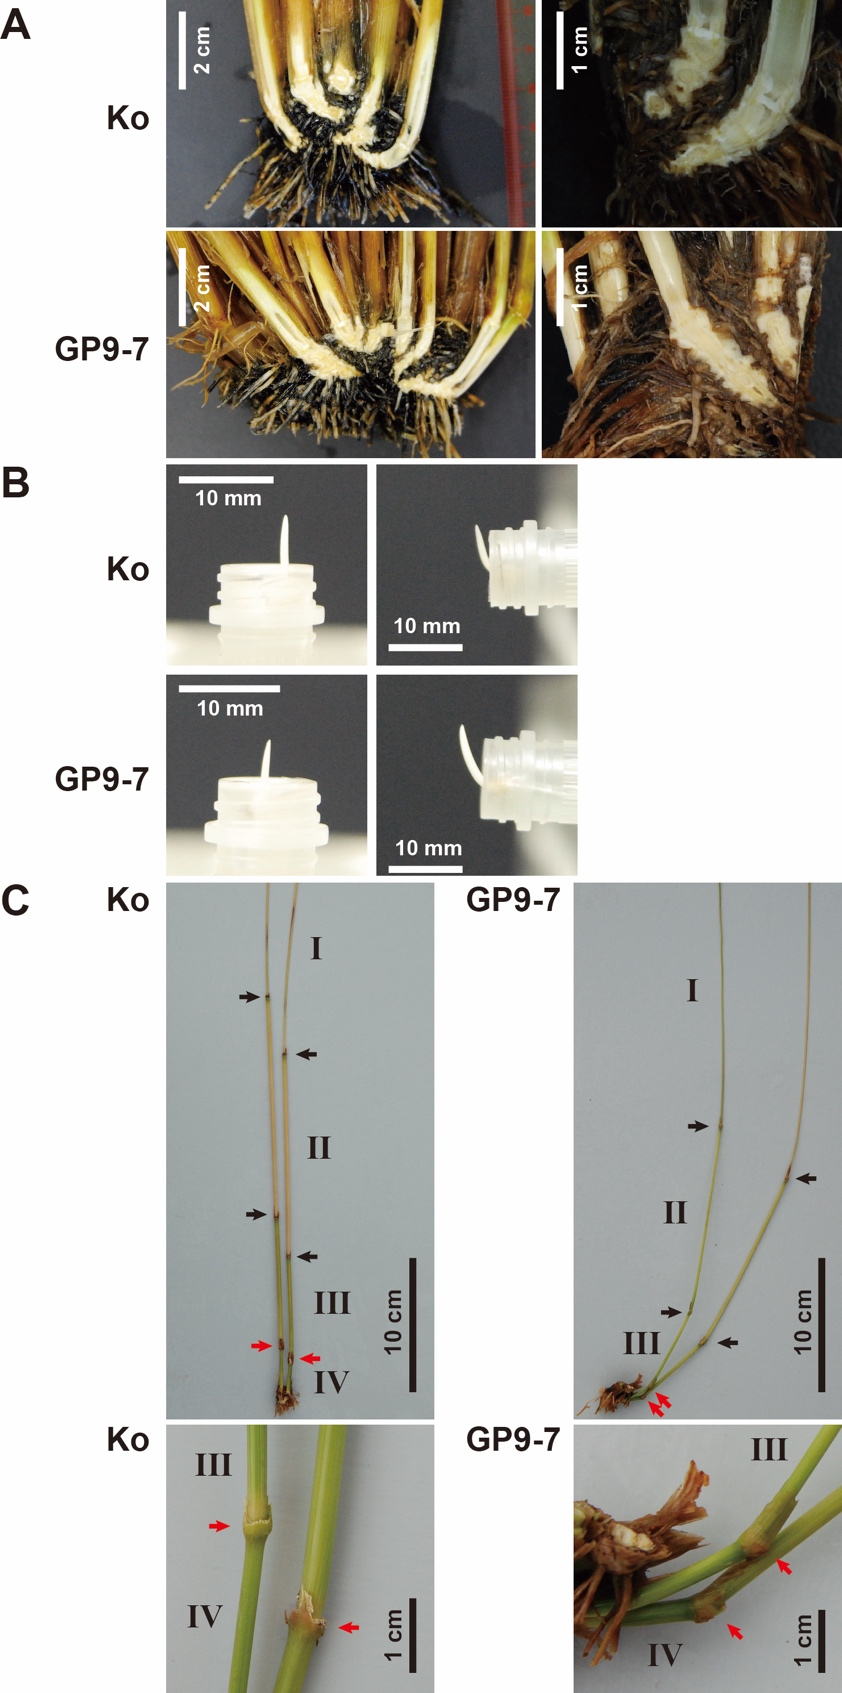 A
Ko
2 cm
1 cm
GP9-7
2 cm
1 cm
B
Ko
10 mm
10 mm
GP9-7
10 mm
10 mm
C
Ko
GP9-7
I
I
II
II
III
10 cm
III
10 cm
IV
Ko
GP9-7
III
III
IV
1 cm
IV
1 cm